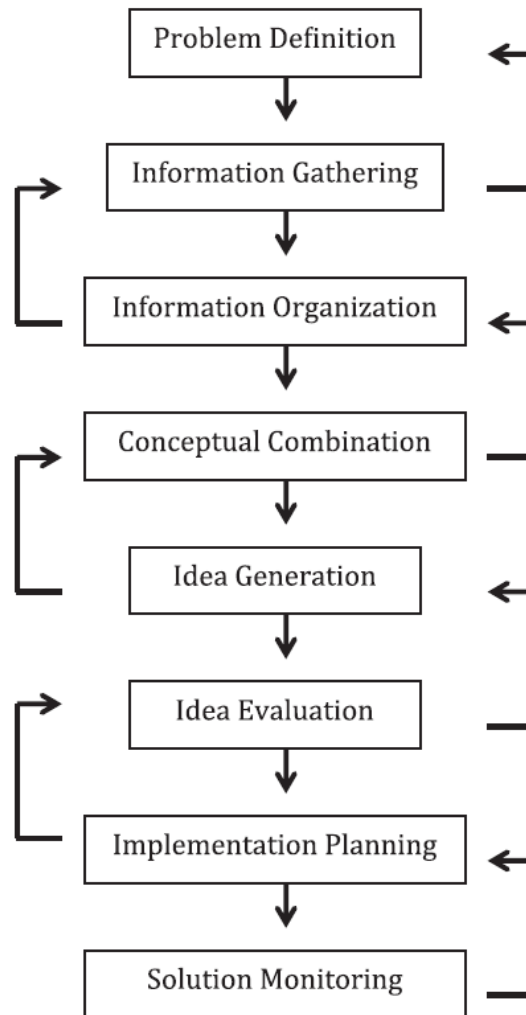 Problem Definition
Information Gathering
Information Organization
Conceptual Combination
Idea Generation
Idea Evaluation
Implementation Planning
Solution Monitoring